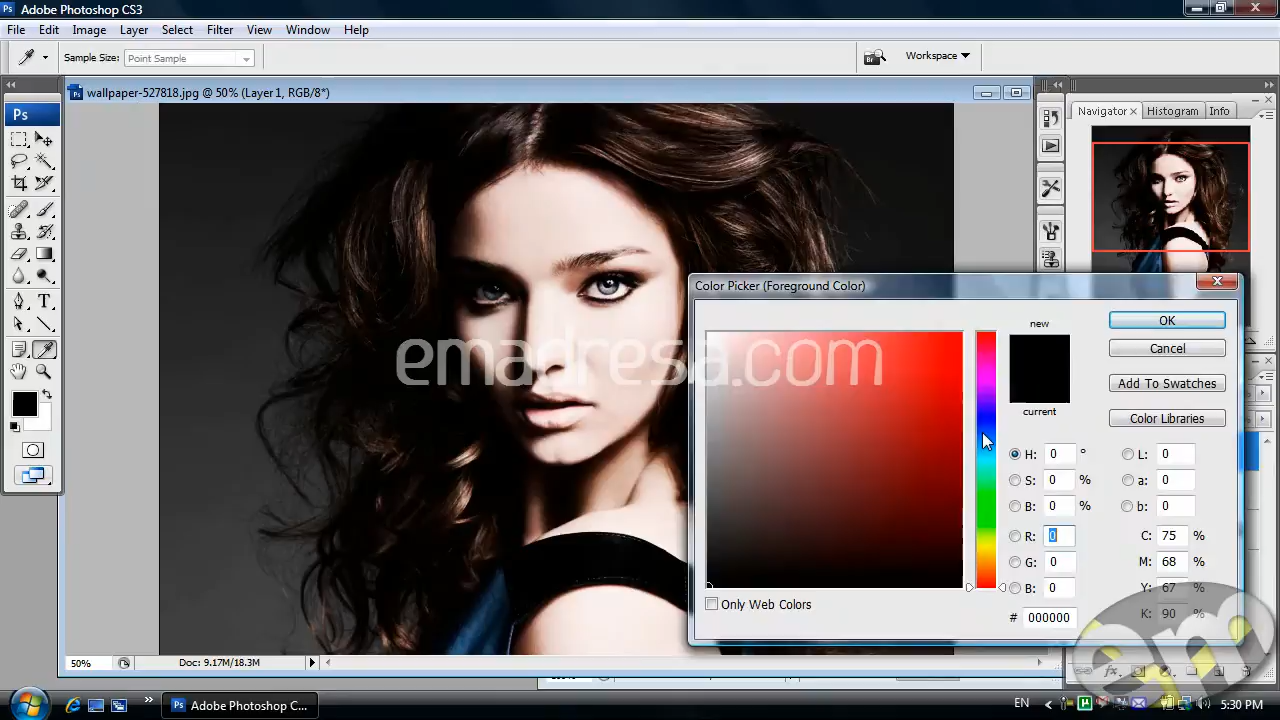 Adobe Photoshop CS3
File Edit Image Layer Select Filter View Window Help
Sample Size: Point Sample
Workspace
wallpaper-527818.jpg @ 50% (Layer 1, RGB/8*)
Ps
Navigator × Histogram Info
Color Picker (Foreground Color)
new
OK
Cancel
current
Add To Swatches
Color Libraries
emadresa.com
H: 0 °
S: 0 %
B: 0 %
R: 0
G: 0
B: 0
# 000000
L: 0
a: 0
b: 0
C: 75 %
M: 68 %
Y: 67 %
K: 90 %
Only Web Colors
em
50%
Doc: 9.17M/18.3M
Ps Adobe Photoshop C...
EN
5:30 PM